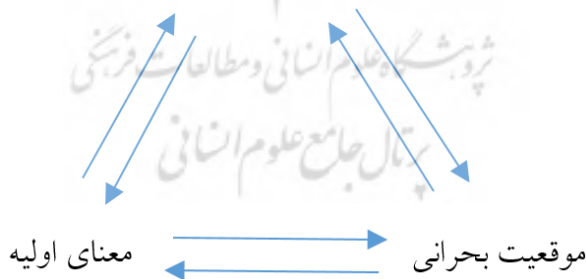 پژوهشگاه علوم انسانی و مطالعات فرهنگی
پرتال جامع علوم انسانی
موقعیت بحرانی معنای اولیه